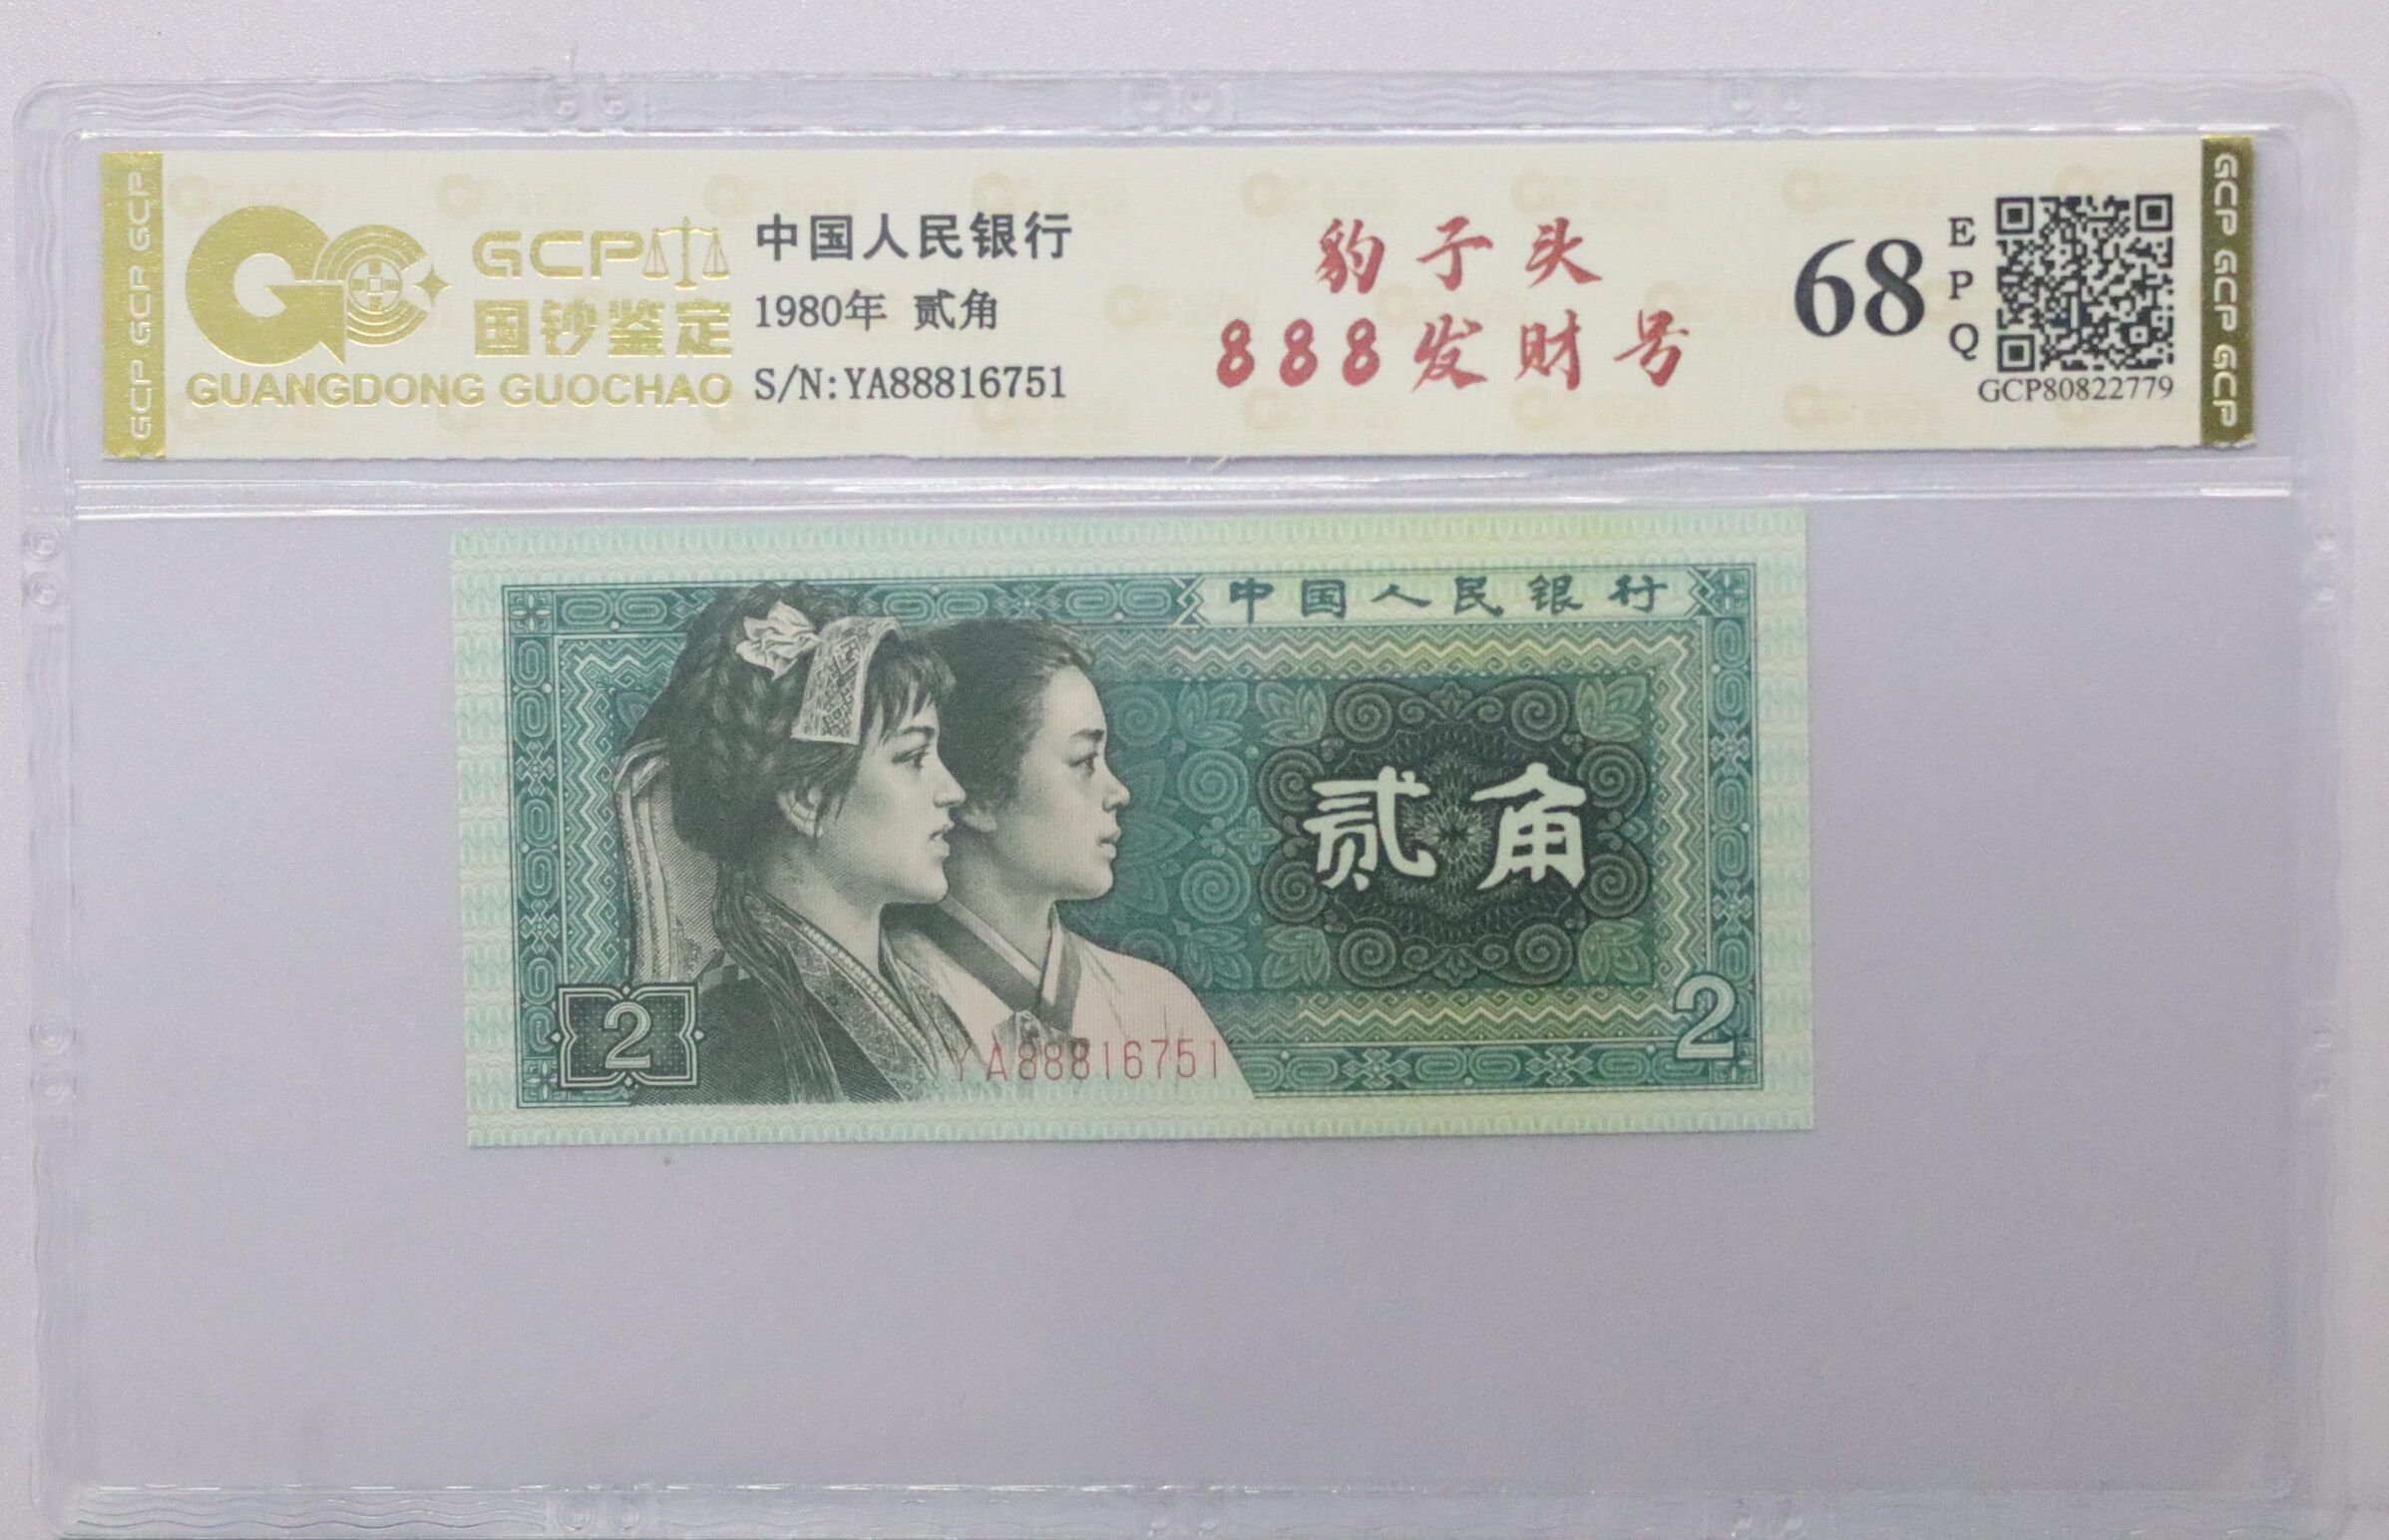 GCP GCP GCP
GCP
国钞鉴定
GUANGDONG GUOCHAO
中国人民银行
1980年 贰角
S/N:YA88816751
豹子头
888发财号
68
EPQ
GCP80822779
GCP GCP GCP
中国人民银行
贰角
2
YA88816751
2